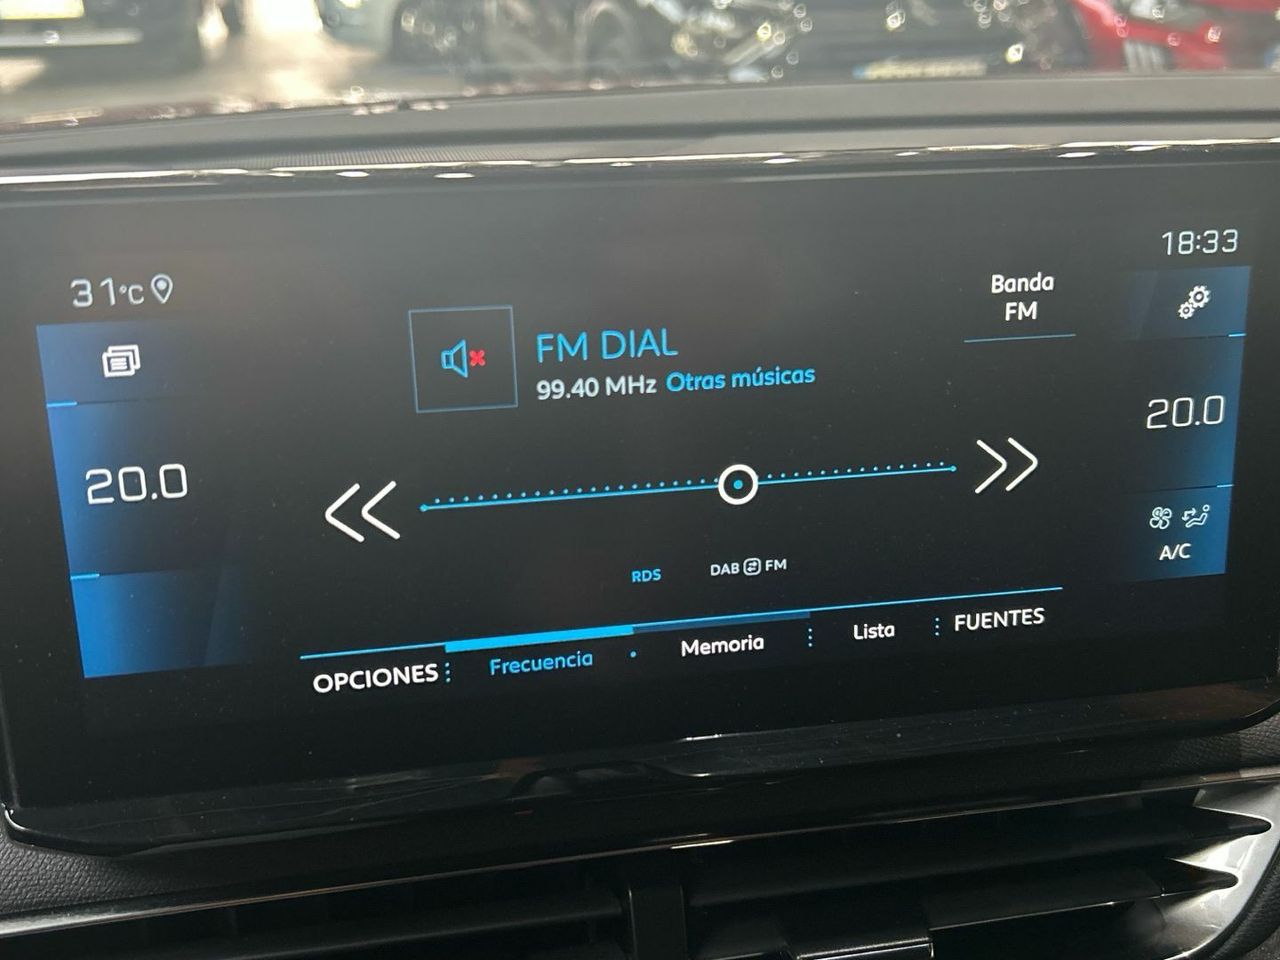 31°C
18:33
Banda
FM
FM DIAL
99.40 MHz Otras músicas
20.0
20.0
RDS
DAB FM
A/C
OPCIONES
Frecuencia
Memoria
Lista
FUENTES